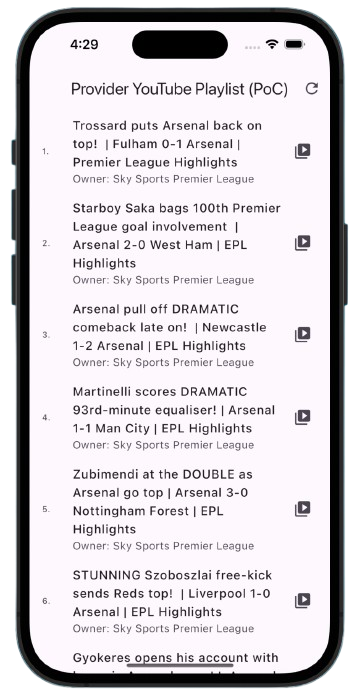 4:29
Provider YouTube Playlist (PoC)
Trossard puts Arsenal back on
1. top! | Fulham 0-1 Arsenal |
Premier League Highlights
Owner: Sky Sports Premier League
Starboy Saka bags 100th Premier
League goal involvement |
2. Arsenal 2-0 West Ham | EPL
Highlights
Owner: Sky Sports Premier League
Arsenal pull off DRAMATIC
3. comeback late on! | Newcastle
1-2 Arsenal | EPL Highlights
Owner: Sky Sports Premier League
Martinelli scores DRAMATIC
4. 93rd-minute equaliser! | Arsenal
1-1 Man City | EPL Highlights
Owner: Sky Sports Premier League
Zubimendi at the DOUBLE as
Arsenal go top | Arsenal 3-0
5. Nottingham Forest | EPL
Highlights
Owner: Sky Sports Premier League
STUNNING Szoboszlai free-kick
6. sends Reds top! | Liverpool 1-0
Arsenal | EPL Highlights
Owner: Sky Sports Premier League
Gyokeres opens his account with